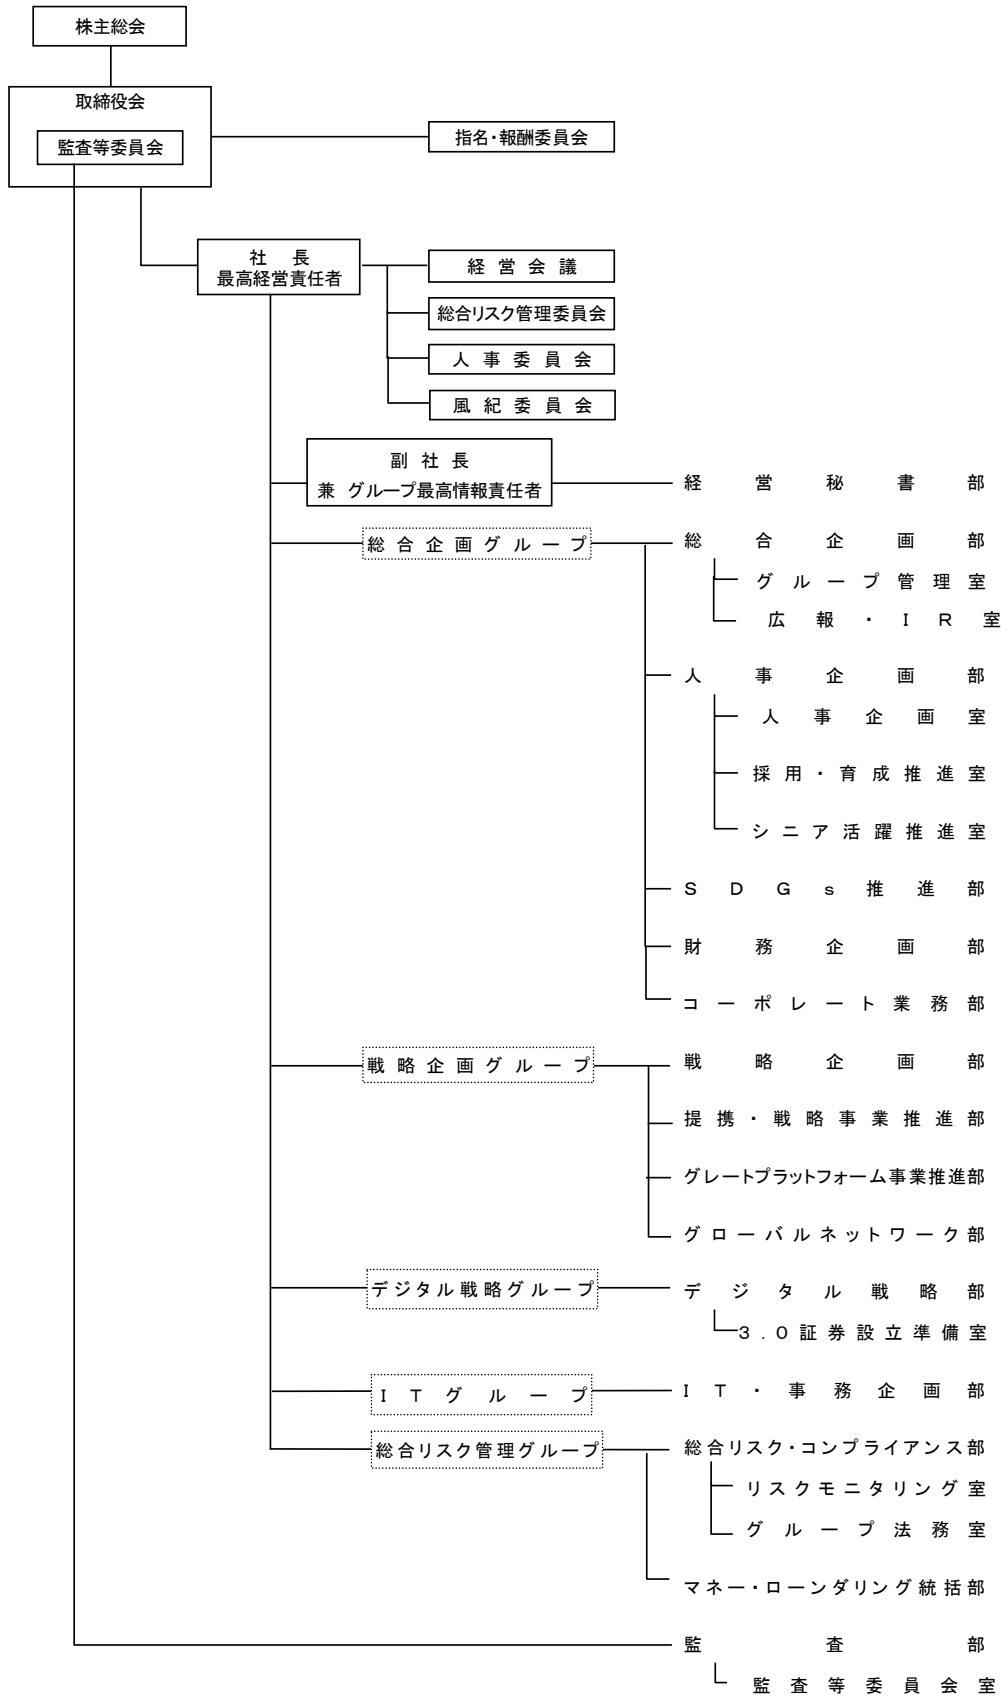 株主総会
取締役会
監査等委員会
指名・報酬委員会
社長
最高経営責任者
経営会議
総合リスク管理委員会
人事委員会
風紀委員会
副社長
兼 グループ最高情報責任者
経営秘書部
総合企画グループ
総合企画部
グループ管理室
広報・ＩＲ室
人事企画部
人事企画室
採用・育成推進室
シニア活躍推進室
ＳＤＧｓ推進部
財務企画部
コーポレート業務部
戦略企画グループ
戦略企画部
提携・戦略事業推進部
グレートプラットフォーム事業推進部
グローバルネットワーク部
デジタル戦略グループ
デジタル戦略部
３.０証券設立準備室
ＩＴグループ
ＩＴ・事務企画部
総合リスク管理グループ
総合リスク・コンプライアンス部
リスクモニタリング室
グループ法務室
マネー・ローンダリング統括部
監査部
監査等委員会室